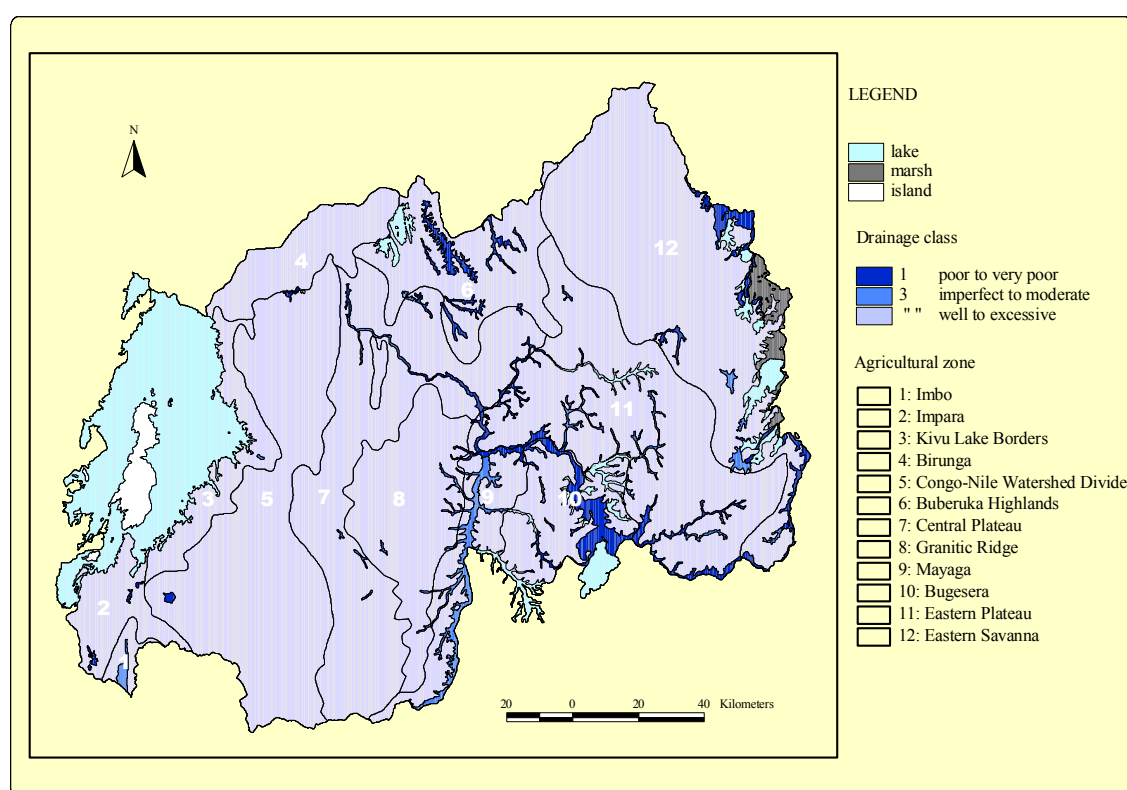 N
4
12
6
11
3
5
7
8
9
10
2
1
20 0 20 40 Kilometers
LEGEND
lake
marsh
island
Drainage class
1 poor to very poor
3 imperfect to moderate
" " well to excessive
Agricultural zone
1: Imbo
2: Impara
3: Kivu Lake Borders
4: Birunga
5: Congo-Nile Watershed Divide
6: Buberuka Highlands
7: Central Plateau
8: Granitic Ridge
9: Mayaga
10: Bugesera
11: Eastern Plateau
12: Eastern Savanna